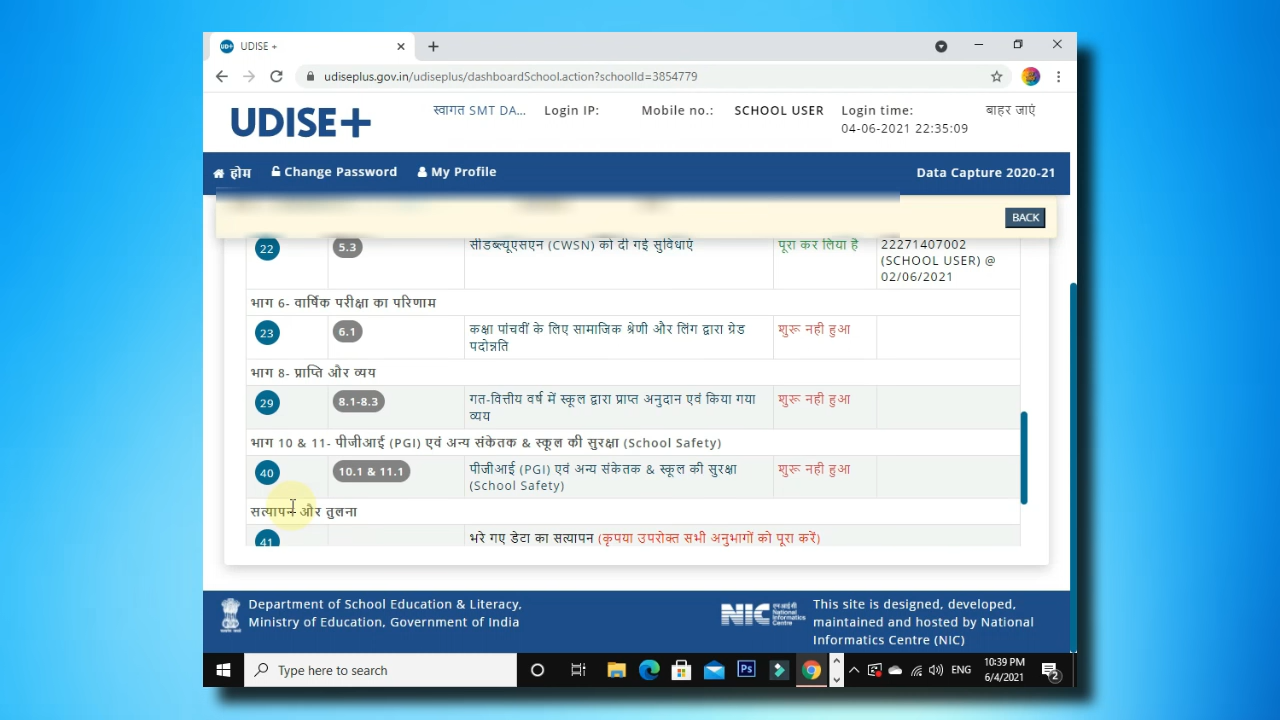 UDISE +
udiseplus.gov.in/udiseplus/dashboardSchool.action?schoolId=3854779
UDISE+
स्वागत SMT DA... Login IP: Mobile no.: SCHOOL USER Login time: बाहर जाएं
04-06-2021 22:35:09
होम Change Password My Profile Data Capture 2020-21
BACK
22 5.3 सीडब्ल्यूएसएन (CWSN) को दी गई सुविधाएं पूरा कर लिया है 22271407002
(SCHOOL USER) @
02/06/2021
भाग 6- वार्षिक परीक्षा का परिणाम
23 6.1 कक्षा पांचवीं के लिए सामाजिक श्रेणी और लिंग द्वारा ग्रेड शुरू नही हुआ
पदोन्नति
भाग 8- प्राप्ति और व्यय
29 8.1-8.3 गत-वित्तीय वर्ष में स्कूल द्वारा प्राप्त अनुदान एवं किया गया शुरू नही हुआ
व्यय
भाग 10 & 11- पीजीआई (PGI) एवं अन्य संकेतक & स्कूल की सुरक्षा (School Safety)
40 10.1 & 11.1 पीजीआई (PGI) एवं अन्य संकेतक & स्कूल की सुरक्षा शुरू नही हुआ
(School Safety)
सत्यापन और तुलना
41 भरे गए डेटा का सत्यापन (कृपया उपरोक्त सभी अनुभागों को पूरा करें)
Department of School Education & Literacy,
Ministry of Education, Government of India
NIC एन आई सी
National
Informatics
Centre
This site is designed, developed,
maintained and hosted by National
Informatics Centre (NIC)
Type here to search Ps ENG 10:39 PM
6/4/2021 2